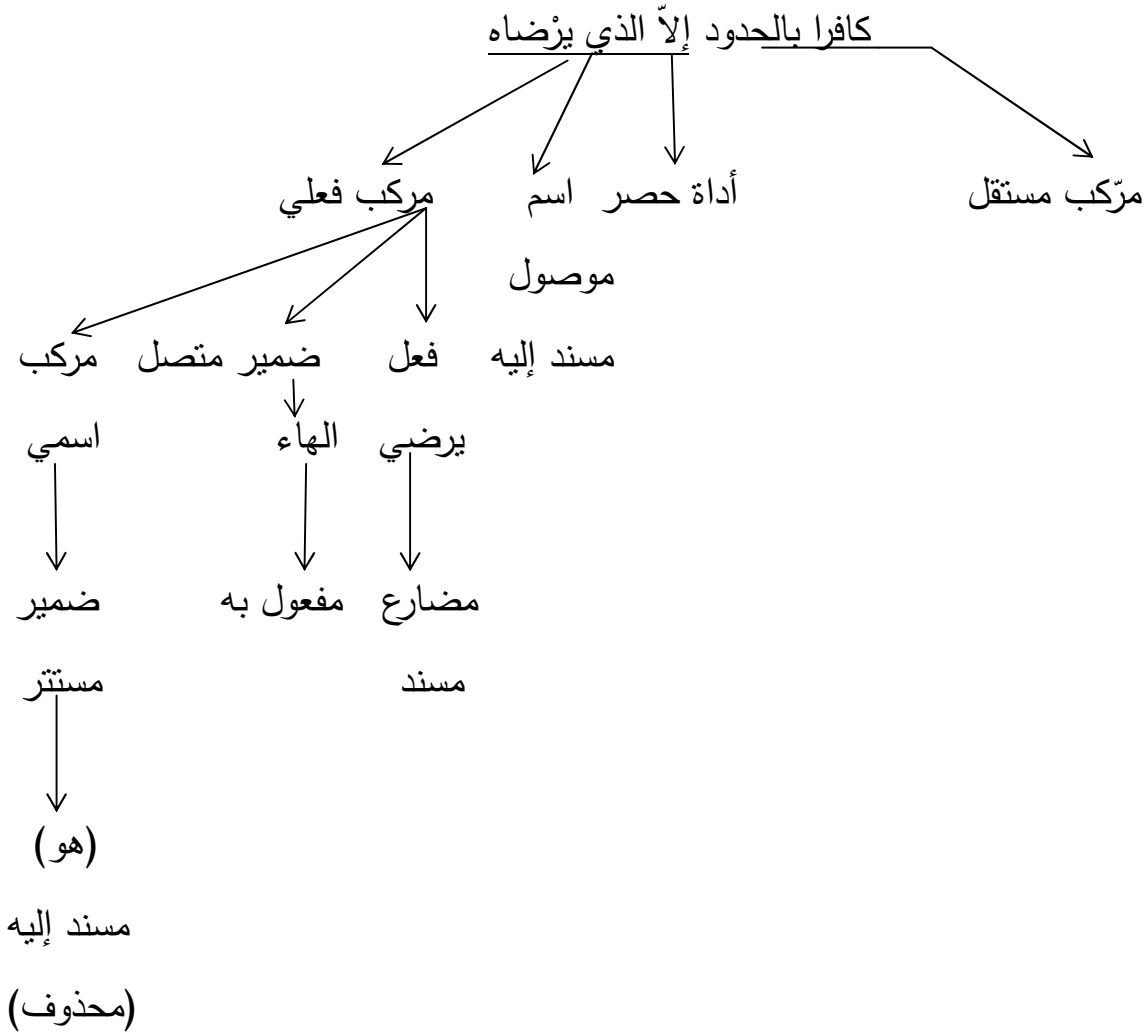 كافرا بالحدود إلاّ الذي يرْضاه
مرّكب مستقل أداة حصر اسم مركب فعلي
موصول
مسند إليه فعل ضمير متصل مركب
يرضي الهاء اسمي
مضارع مفعول به ضمير
مسند مستتر
(هو)
مسند إليه
(محذوف)